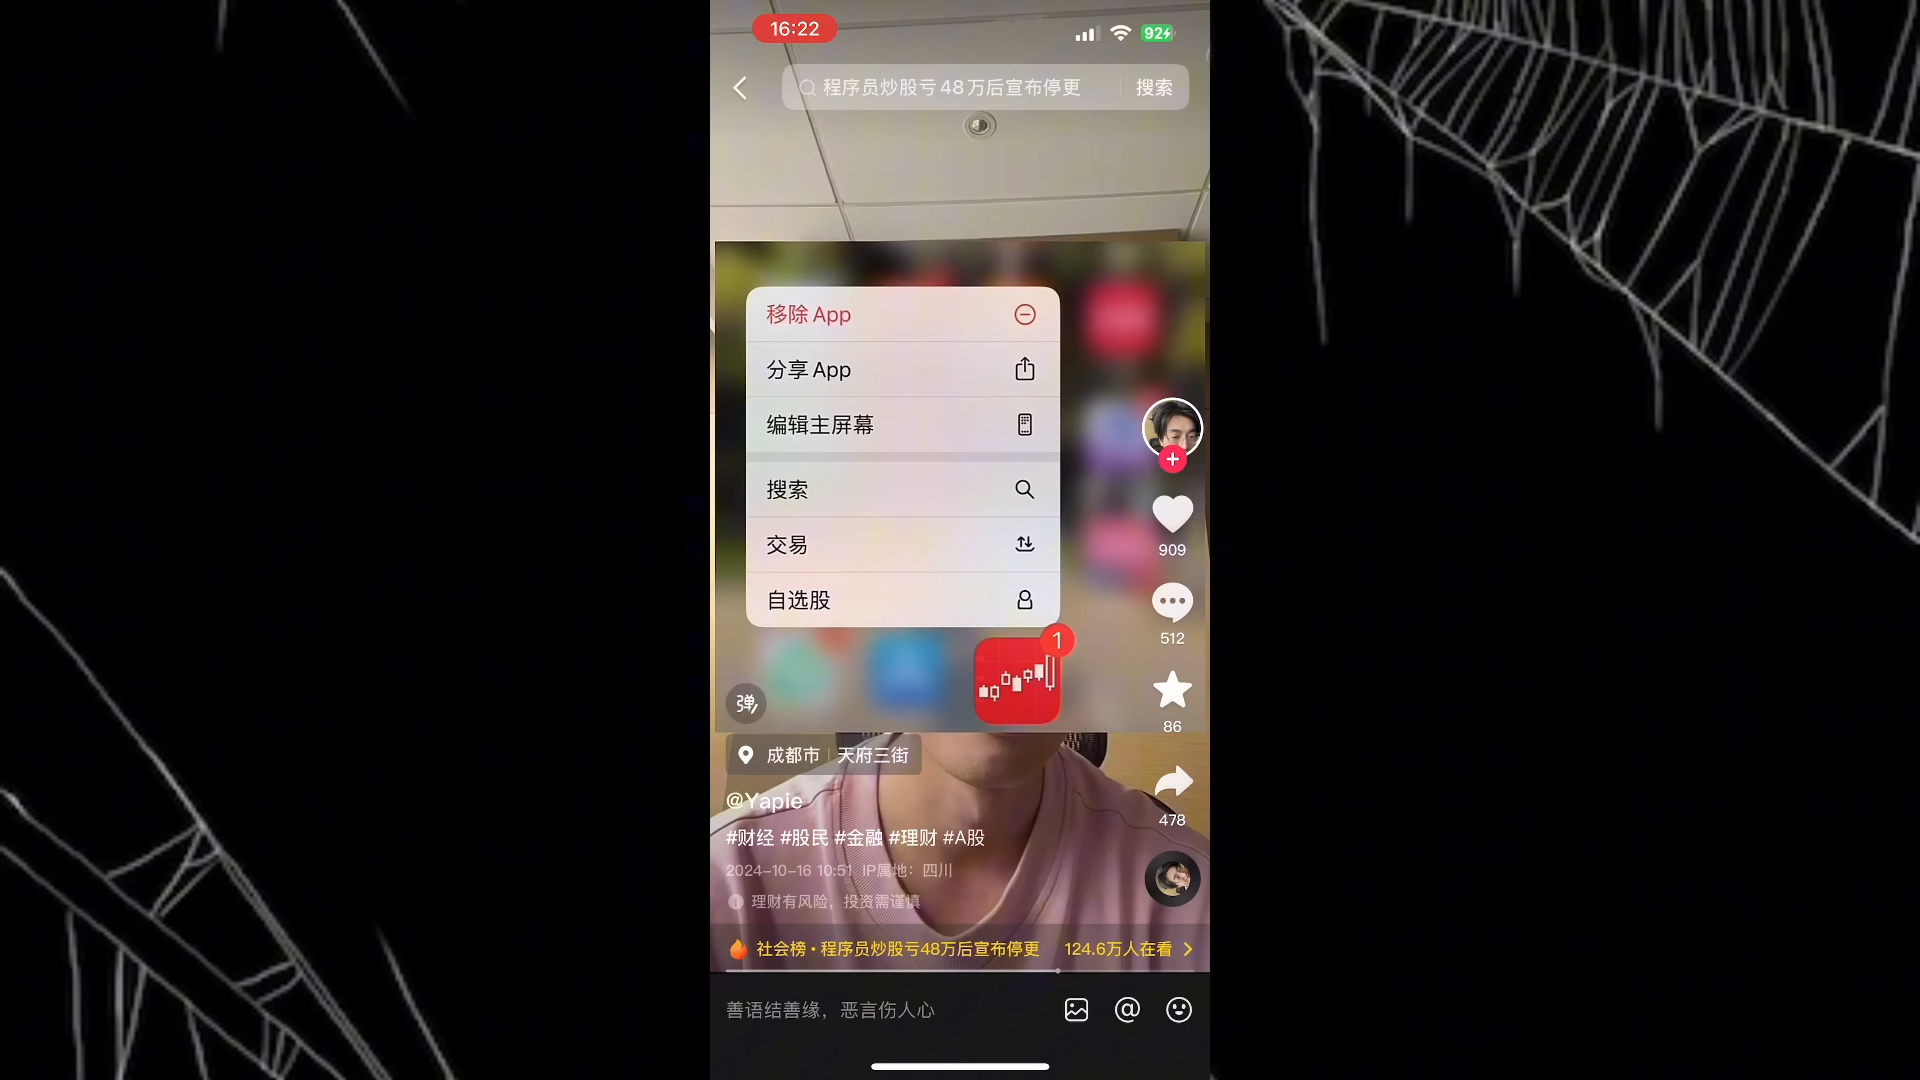 16:22
92
程序员炒股亏48万后宣布停更
搜索
移除 App
分享 App
编辑主屏幕
搜索
交易
自选股
1
909
512
86
弹
成都市 天府三街
@Yapie
478
#财经 #股民 #金融 #理财 #A股
2024-10-16 10:51 IP属地：四川
理财有风险，投资需谨慎
社会榜·程序员炒股亏48万后宣布停更 124.6万人在看
善语结善缘，恶言伤人心